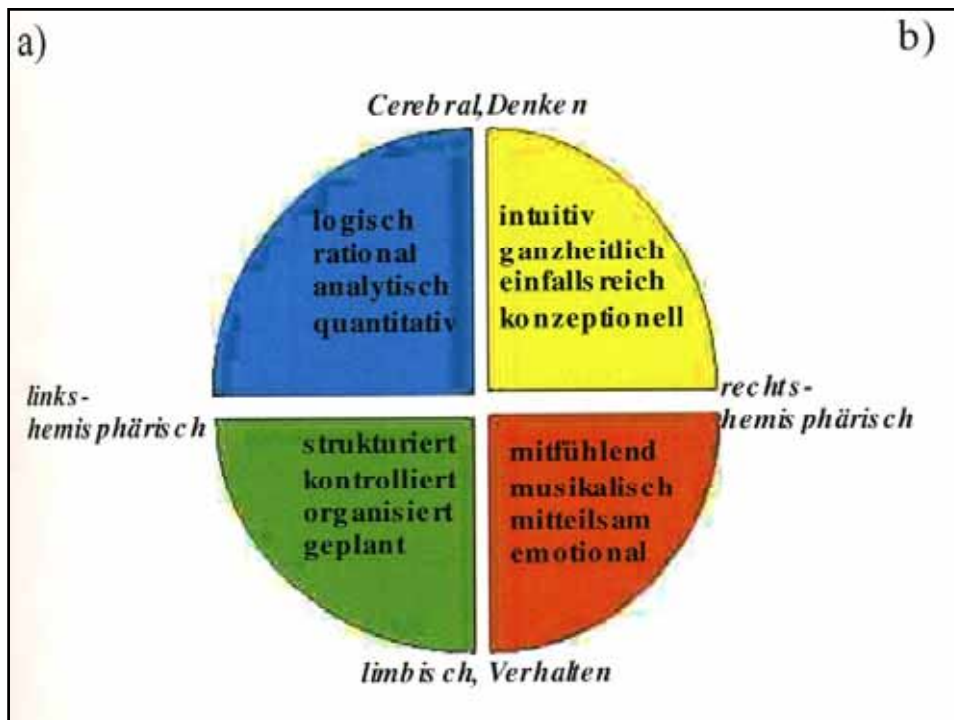 a)
b)
Cerebral, Denken
logisch
rational
analytisch
quantitativ
intuitiv
ganzheitlich
einfallsreich
konzeptionell
links-
hemisphärisch
rechts-
hemisphärisch
strukturiert
kontrolliert
organisiert
geplant
mitfühlend
musikalisch
mitteilsam
emotional
limbisch, Verhalten